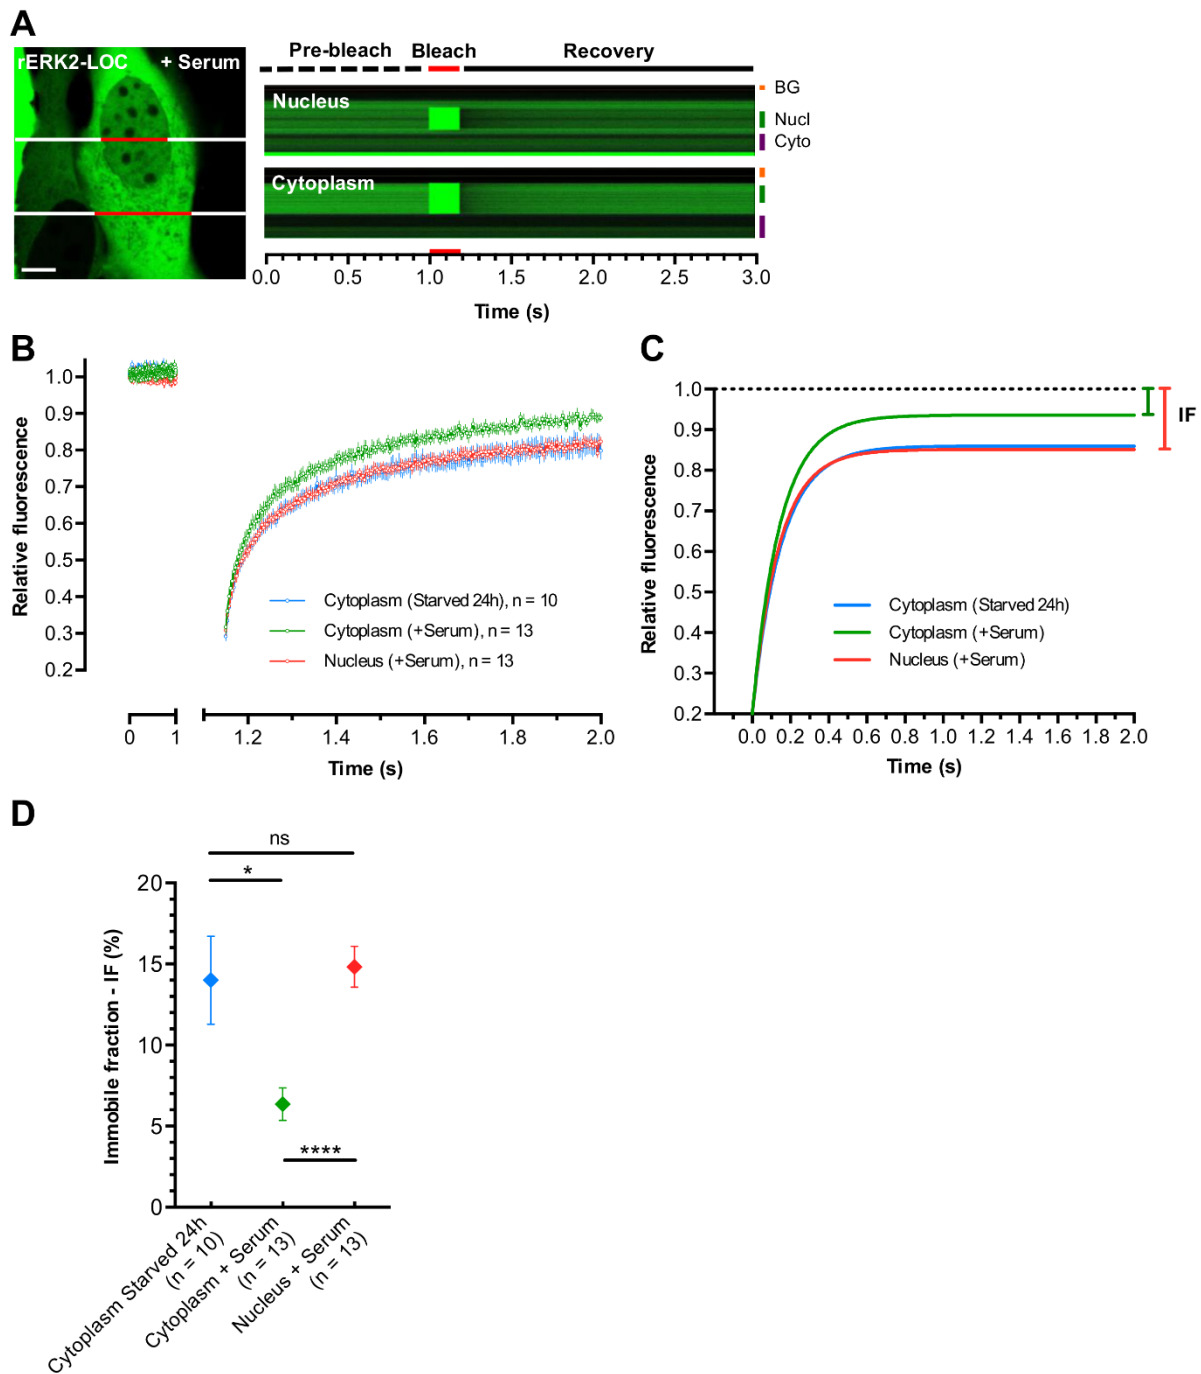 A
rERK2-LOC + Serum
Pre-bleach Bleach Recovery
Nucleus
BG
Nucl
Cyto
Cytoplasm
0.0 0.5 1.0 1.5 2.0 2.5 3.0
Time (s)
B
Relative fluorescence
1.0
0.9
0.8
0.7
0.6
0.5
0.4
0.3
0.2
Cytoplasm (Starved 24h), n = 10
Cytoplasm (+Serum), n = 13
Nucleus (+Serum), n = 13
0 1 1.2 1.4 1.6 1.8 2.0
Time (s)
C
Relative fluorescence
1.0
0.9
0.8
0.7
0.6
0.5
0.4
0.3
0.2
IF
Cytoplasm (Starved 24h)
Cytoplasm (+Serum)
Nucleus (+Serum)
0.0 0.2 0.4 0.6 0.8 1.0 1.2 1.4 1.6 1.8 2.0
Time (s)
D
ns
*
Immobile fraction - IF (%)
20
15
10
5
0
****
Cytoplasm Starved 24h
(n = 10)
Cytoplasm + Serum
(n = 13)
Nucleus + Serum
(n = 13)